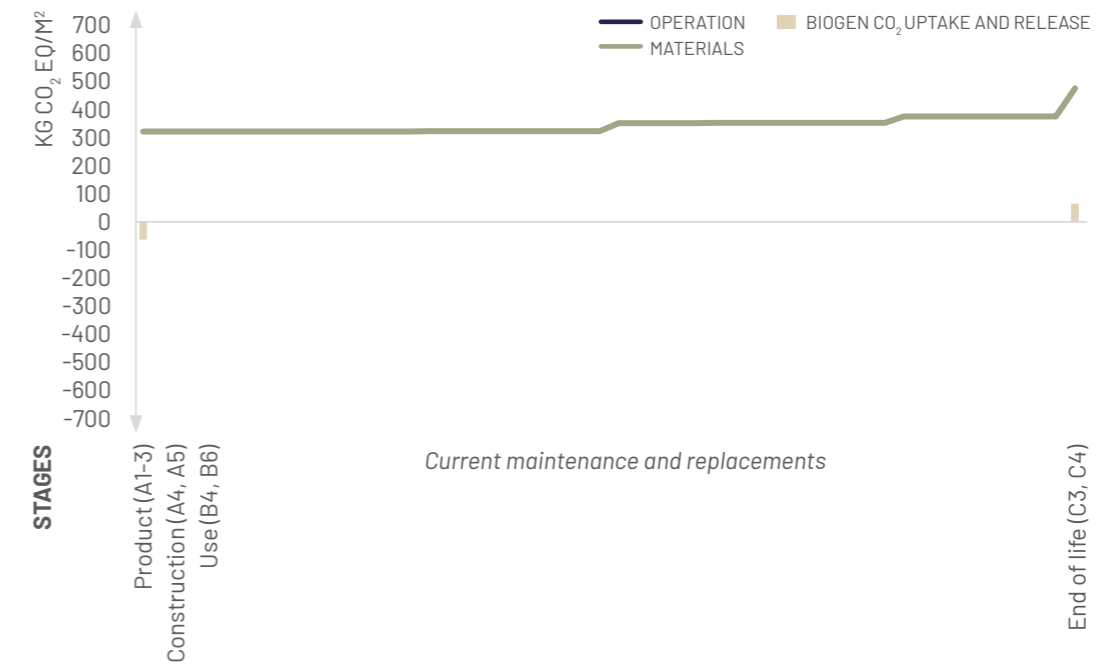 KG CO₂ EQ/M²
700
600
500
400
300
200
100
0
-100
-200
-300
-400
-500
-600
-700
OPERATION
MATERIALS
BIOGEN CO₂ UPTAKE AND RELEASE
STAGES
Product (A1-3)
Construction (A4, A5)
Use (B4, B6)
Current maintenance and replacements
End of life (C3, C4)